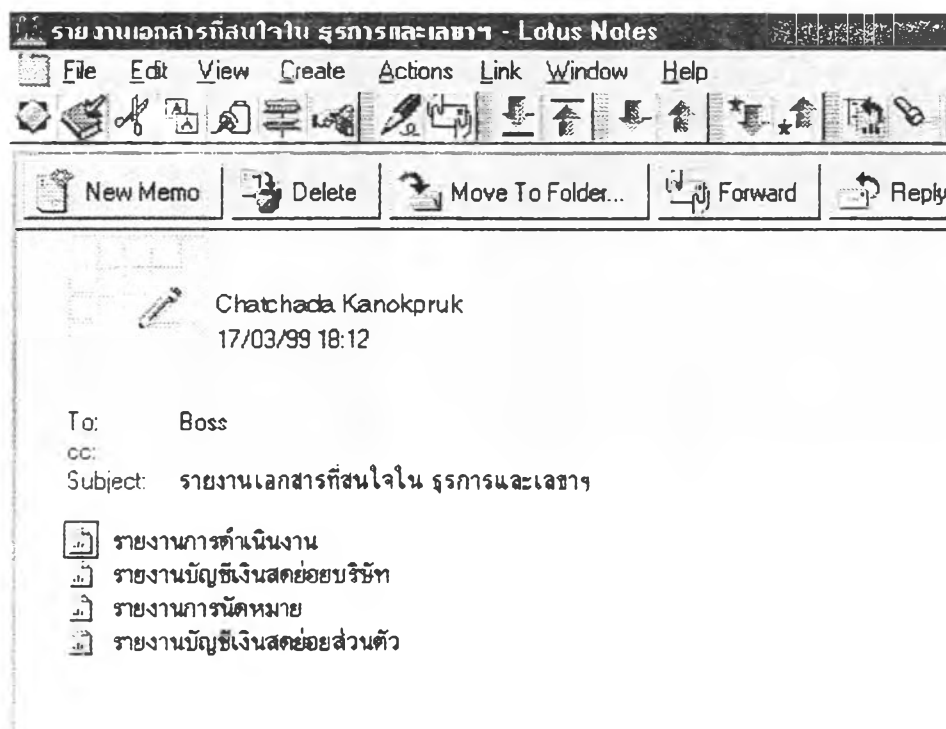 รายงานเอกสารที่สนใจใน ธุรการและเลขาฯ - Lotus Notes
File Edit View Create Actions Link Window Help
New Memo Delete Move To Folder... Forward Reply
Chatchada Kanokpruk
17/03/99 18:12
To: Boss
cc:
Subject: รายงานเอกสารที่สนใจใน ธุรการและเลขาฯ
รายงานการดำเนินงาน
รายงานบัญชีเงินสดย่อยบริษัท
รายงานการนัดหมาย
รายงานบัญชีเงินสดย่อยส่วนตัว